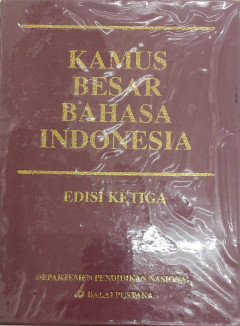 KAMUS
BESAR
BAHASA
INDONESIA
EDISI KETIGA
DEPARTEMEN PENDIDIKAN NASIONAL
BALAI PUSTAKA